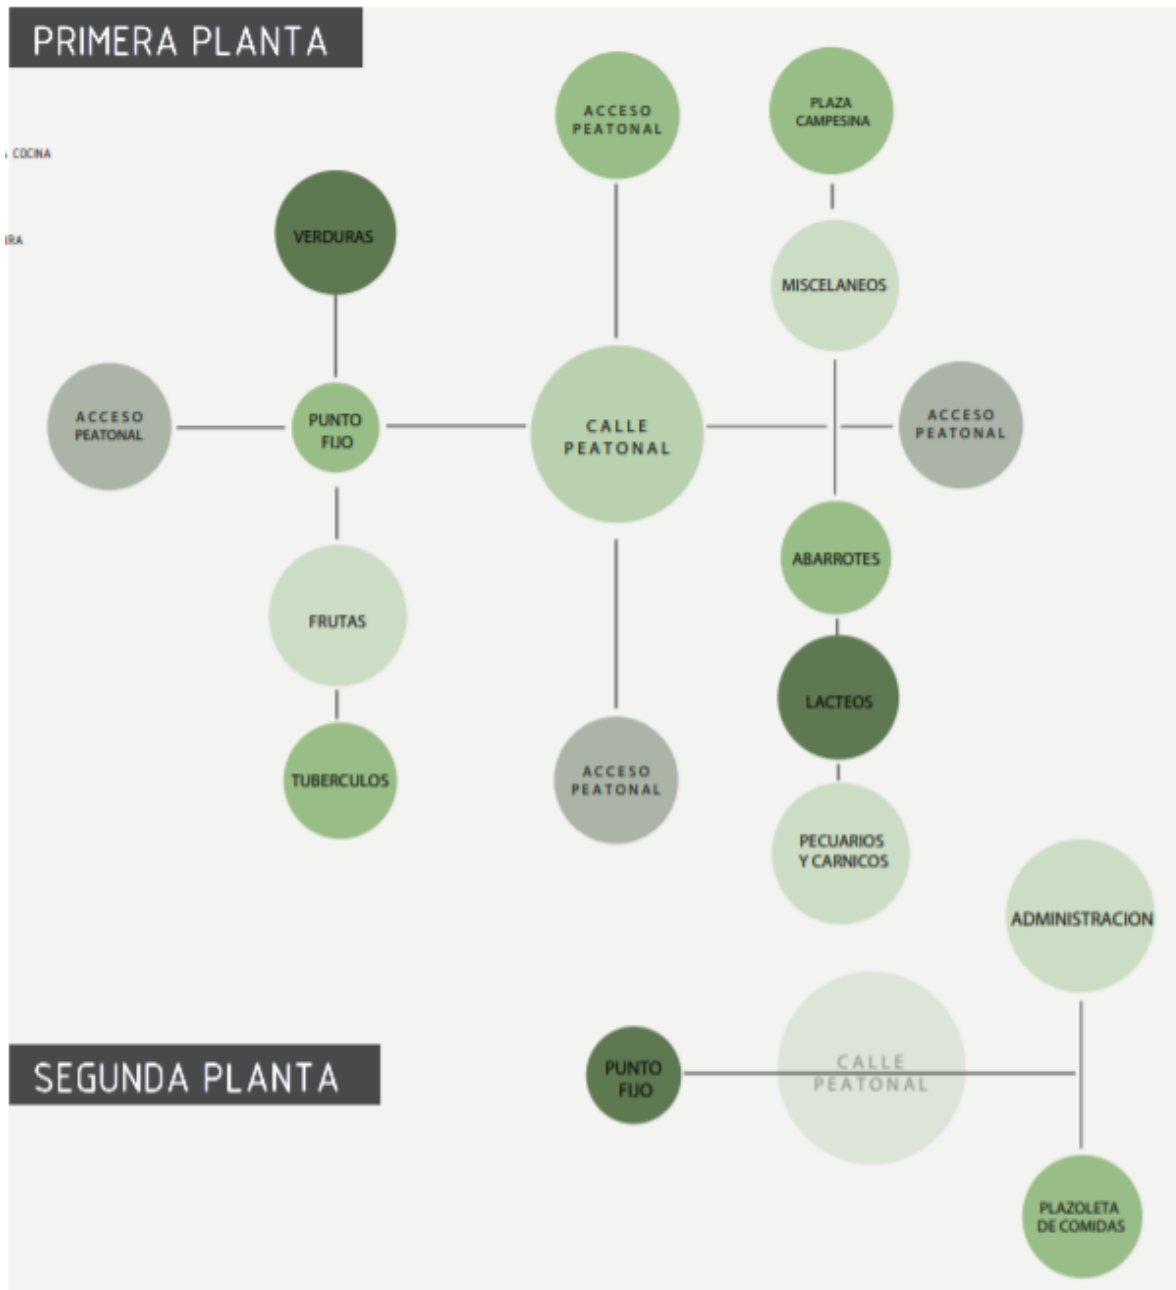 PRIMERA PLANTA
COCINA
ACCESO
PEATONAL
PLAZA
CAMPESINA
VERDURAS
MISCELANEOS
ACCESO
PEATONAL
PUNTO
FIJO
CALLE
PEATONAL
ACCESO
PEATONAL
ABARROTES
FRUTAS
LACTEOS
TUBERCULOS
ACCESO
PEATONAL
PECUARIOS
Y CARNICOS
ADMINISTRACION
SEGUNDA PLANTA
PUNTO
FIJO
CALLE
PEATONAL
PLAZOLETA
DE COMIDAS